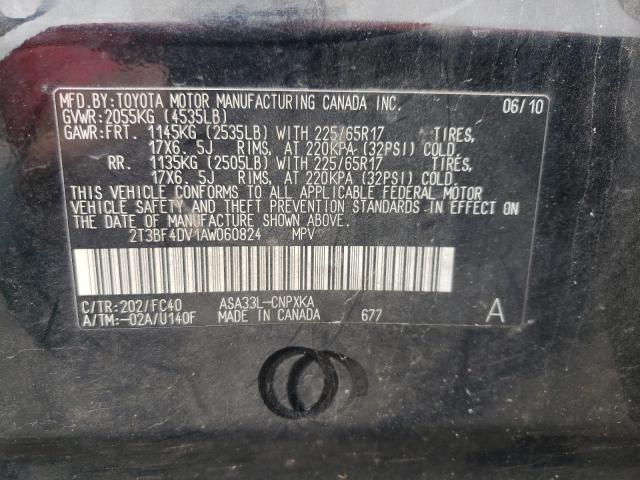 MFD.BY:TOYOTA MOTOR MANUFACTURING CANADA INC. 06/10
GVWR:2055KG (4535LB)
GAWR:FRT. 1145KG (2535LB) WITH 225/65R17 TIRES,
17X6. 5J RIMS, AT 220KPA (32PSI) COLD
RR. 1135KG (2505LB) WITH 225/65R17 TIRES,
17X6. 5J RIMS, AT 220KPA (32PSI) COLD
THIS VEHICLE CONFORMS TO ALL APPLICABLE FEDERAL MOTOR
VEHICLE SAFETY AND THEFT PREVENTION STANDARDS IN EFFECT ON
THE DATE OF MANUFACTURE SHOWN ABOVE.
2T3BF4DV1AW060824 MPV
C/TR:202/FC40 ASA33L-CNPXKA
A/TM:-02A/U140F MADE IN CANADA 677 A